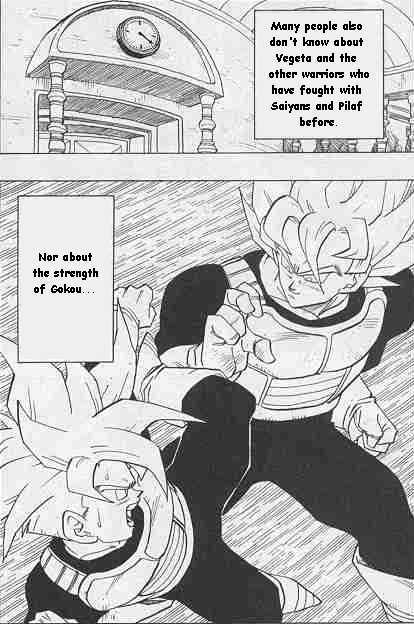 Many people also
don't know about
Vegeta and the
other warriors who
have fought with
Saiyans and Pilaf
before.
Nor about
the strength
of Gokou...